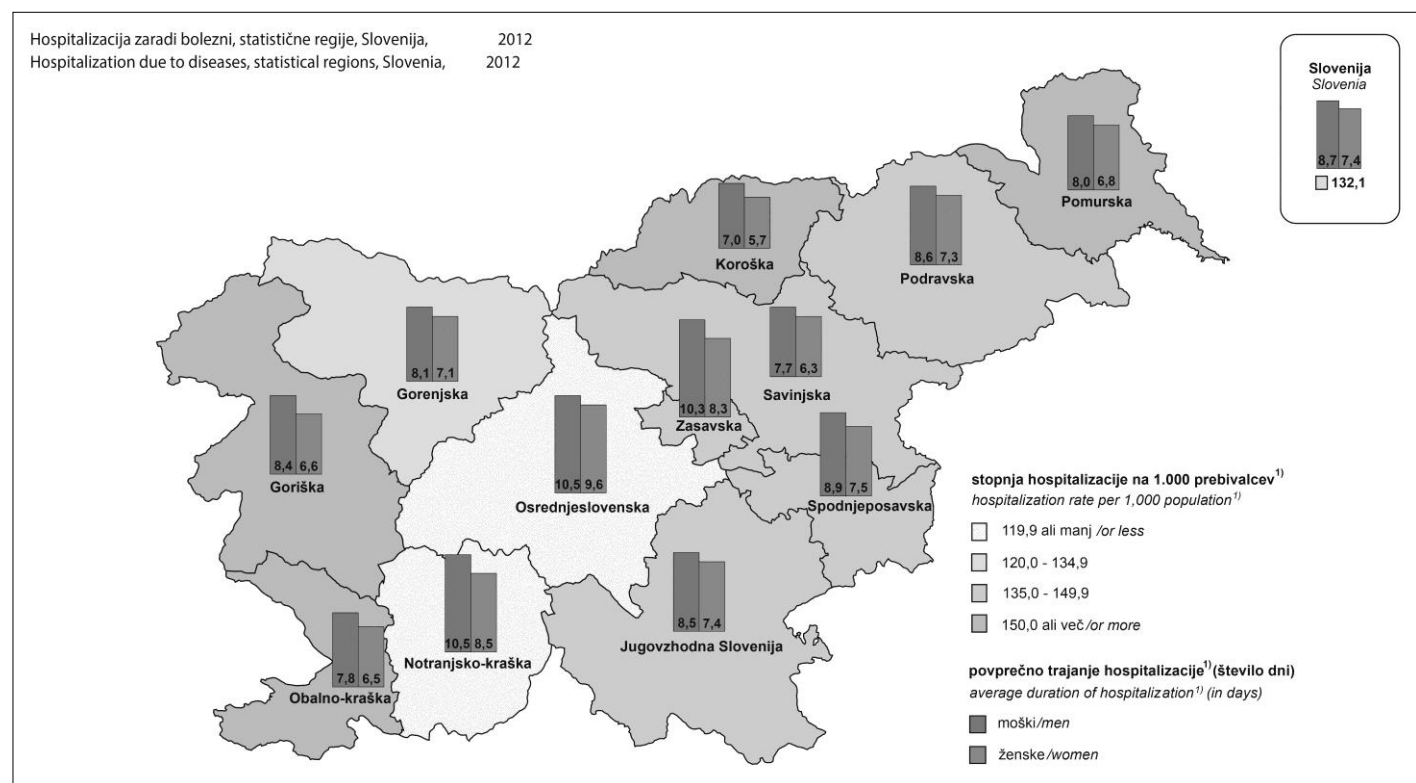 Hospitalizacija zaradi bolezni, statistične regije, Slovenija, 2012
Hospitalization due to diseases, statistical regions, Slovenia, 2012
Slovenija
Slovenia
8,7 7,4
132,1
8,0 6,8
Pomurska
7,0 5,7
Koroška
8,6 7,3
Podravska
8,1 7,1
Gorenjska
7,7 6,3
Savinjska
10,3 8,3
Zasavska
8,4 6,6
Goriška
10,5 9,6
Osrednjeslovenska
8,9 7,5
Spodnjeposavska
10,5 8,5
Notranjsko-kraška
8,5 7,4
Jugovzhodna Slovenija
7,8 6,5
Obalno-kraška
stopnja hospitalizacije na 1.000 prebivalcev1)
hospitalization rate per 1,000 population1)
119,9 ali manj /or less
120,0 - 134,9
135,0 - 149,9
150,0 ali več/or more
povprečno trajanje hospitalizacije1) (število dni)
average duration of hospitalization1) (in days)
moški/men
ženske/women